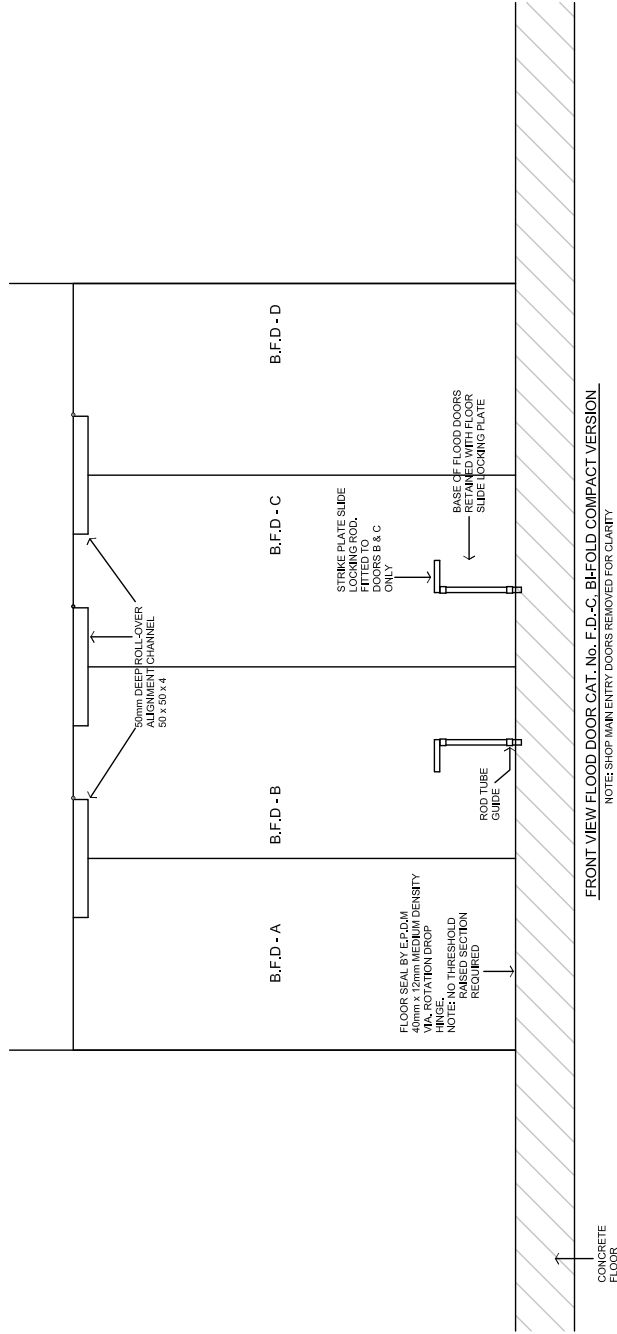 50mm DEEP ROLL-OVER
ALIGNMENT CHANNEL
50 x 50 x 4
B.F.D - A
B.F.D - B
B.F.D - C
B.F.D - D
STRIKE PLATE SLIDE
LOCKING ROD.
FITTED TO
DOORS B & C
ONLY
FLOOR SEAL BY E.P.D.M
40mm x 12mm MEDIUM DENSITY
VIA. ROTATION DROP
HINGE.
NOTE: NO THRESHOLD
RAISED SECTION
REQUIRED
ROD TUBE
GUIDE
BASE OF FLOOD DOORS
RETAINED WITH FLOOR
SLIDE LOCKING PLATE
CONCRETE
FLOOR
FRONT VIEW FLOOD DOOR CAT. No. F.D.-C, BI-FOLD COMPACT VERSION
NOTE: SHOP MAIN ENTRY DOORS REMOVED FOR CLARITY